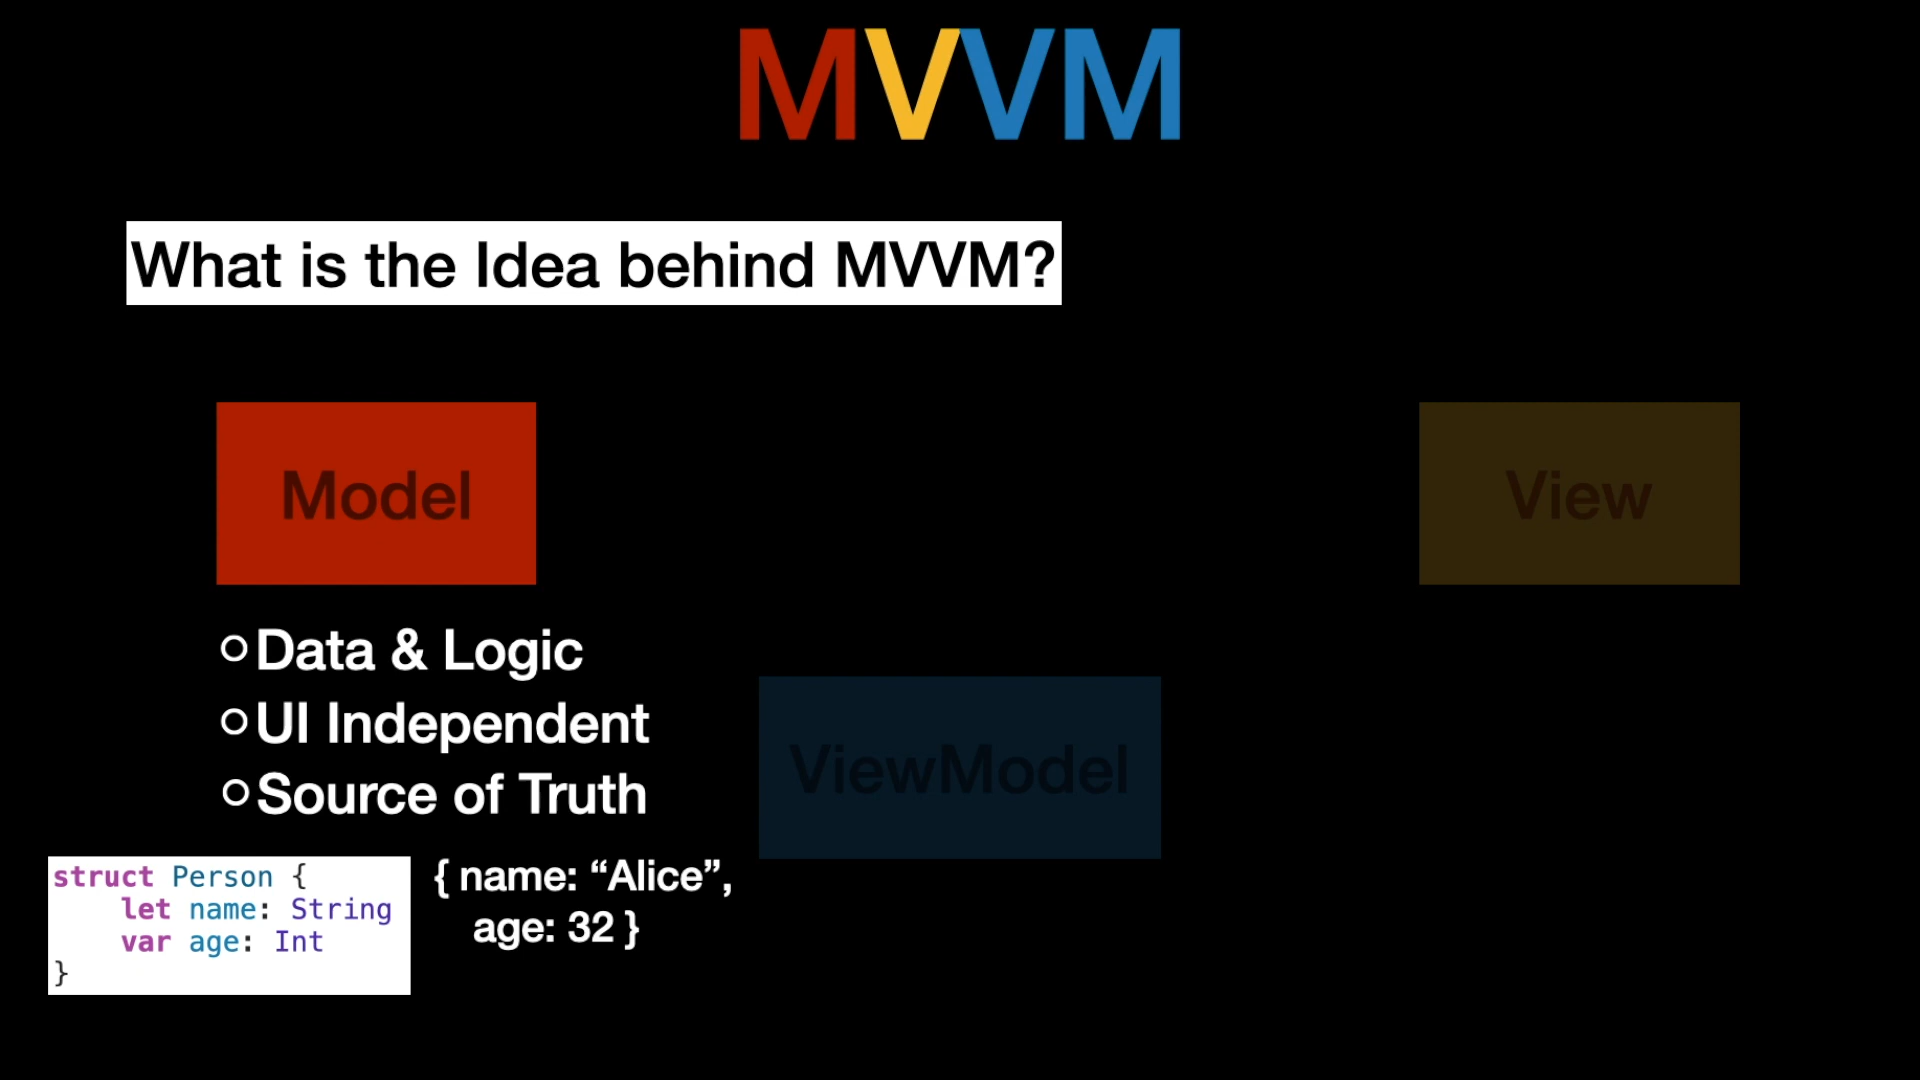 MVVM
What is the Idea behind MVVM?
Model
View
Data & Logic
UI Independent
Source of Truth
ViewModel
struct Person {
    let name: String
    var age: Int
}
{ name: “Alice”,
age: 32 }